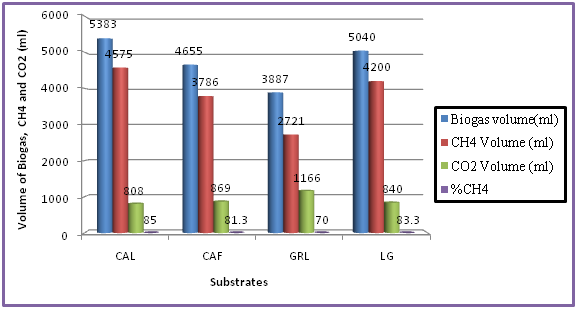 Volume of Biogas, CH4 and CO2 (ml)
6000
5000
4000
3000
2000
1000
0
5383
4575
808
85
4655
3786
869
81.3
3887
2721
1166
70
5040
4200
840
83.3
CAL
CAF
GRL
LG
Substrates
Biogas volume(ml)
CH4 Volume (ml)
CO2 Volume (ml)
%CH4